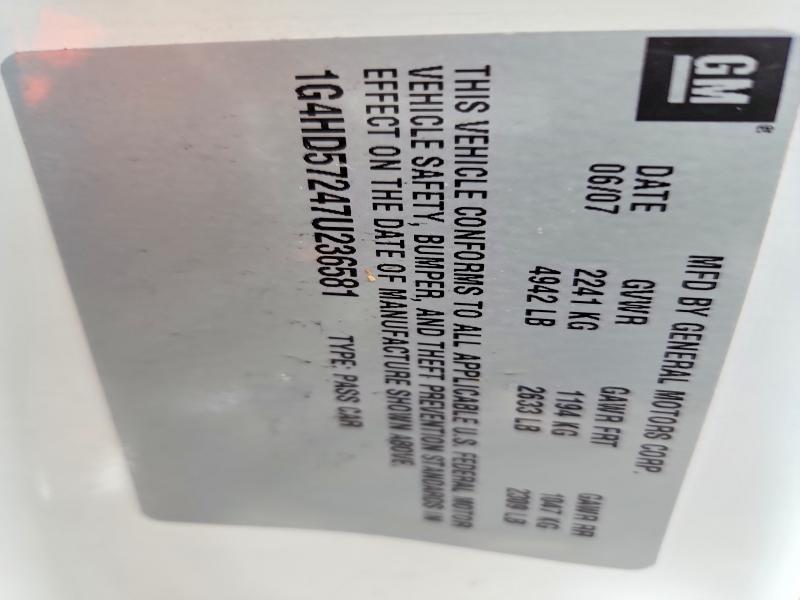 GM
®
MFD BY GENERAL MOTORS CORP.
DATE GVWR GAWR FRT GAWR RR
06/07 2241 KG 1194 KG 1047 KG
4942 LB 2633 LB 2309 LB
THIS VEHICLE CONFORMS TO ALL APPLICABLE U.S. FEDERAL MOTOR
VEHICLE SAFETY, BUMPER, AND THEFT PREVENTION STANDARDS IN
EFFECT ON THE DATE OF MANUFACTURE SHOWN ABOVE.
1G4HD57247U236581 TYPE: PASS CAR